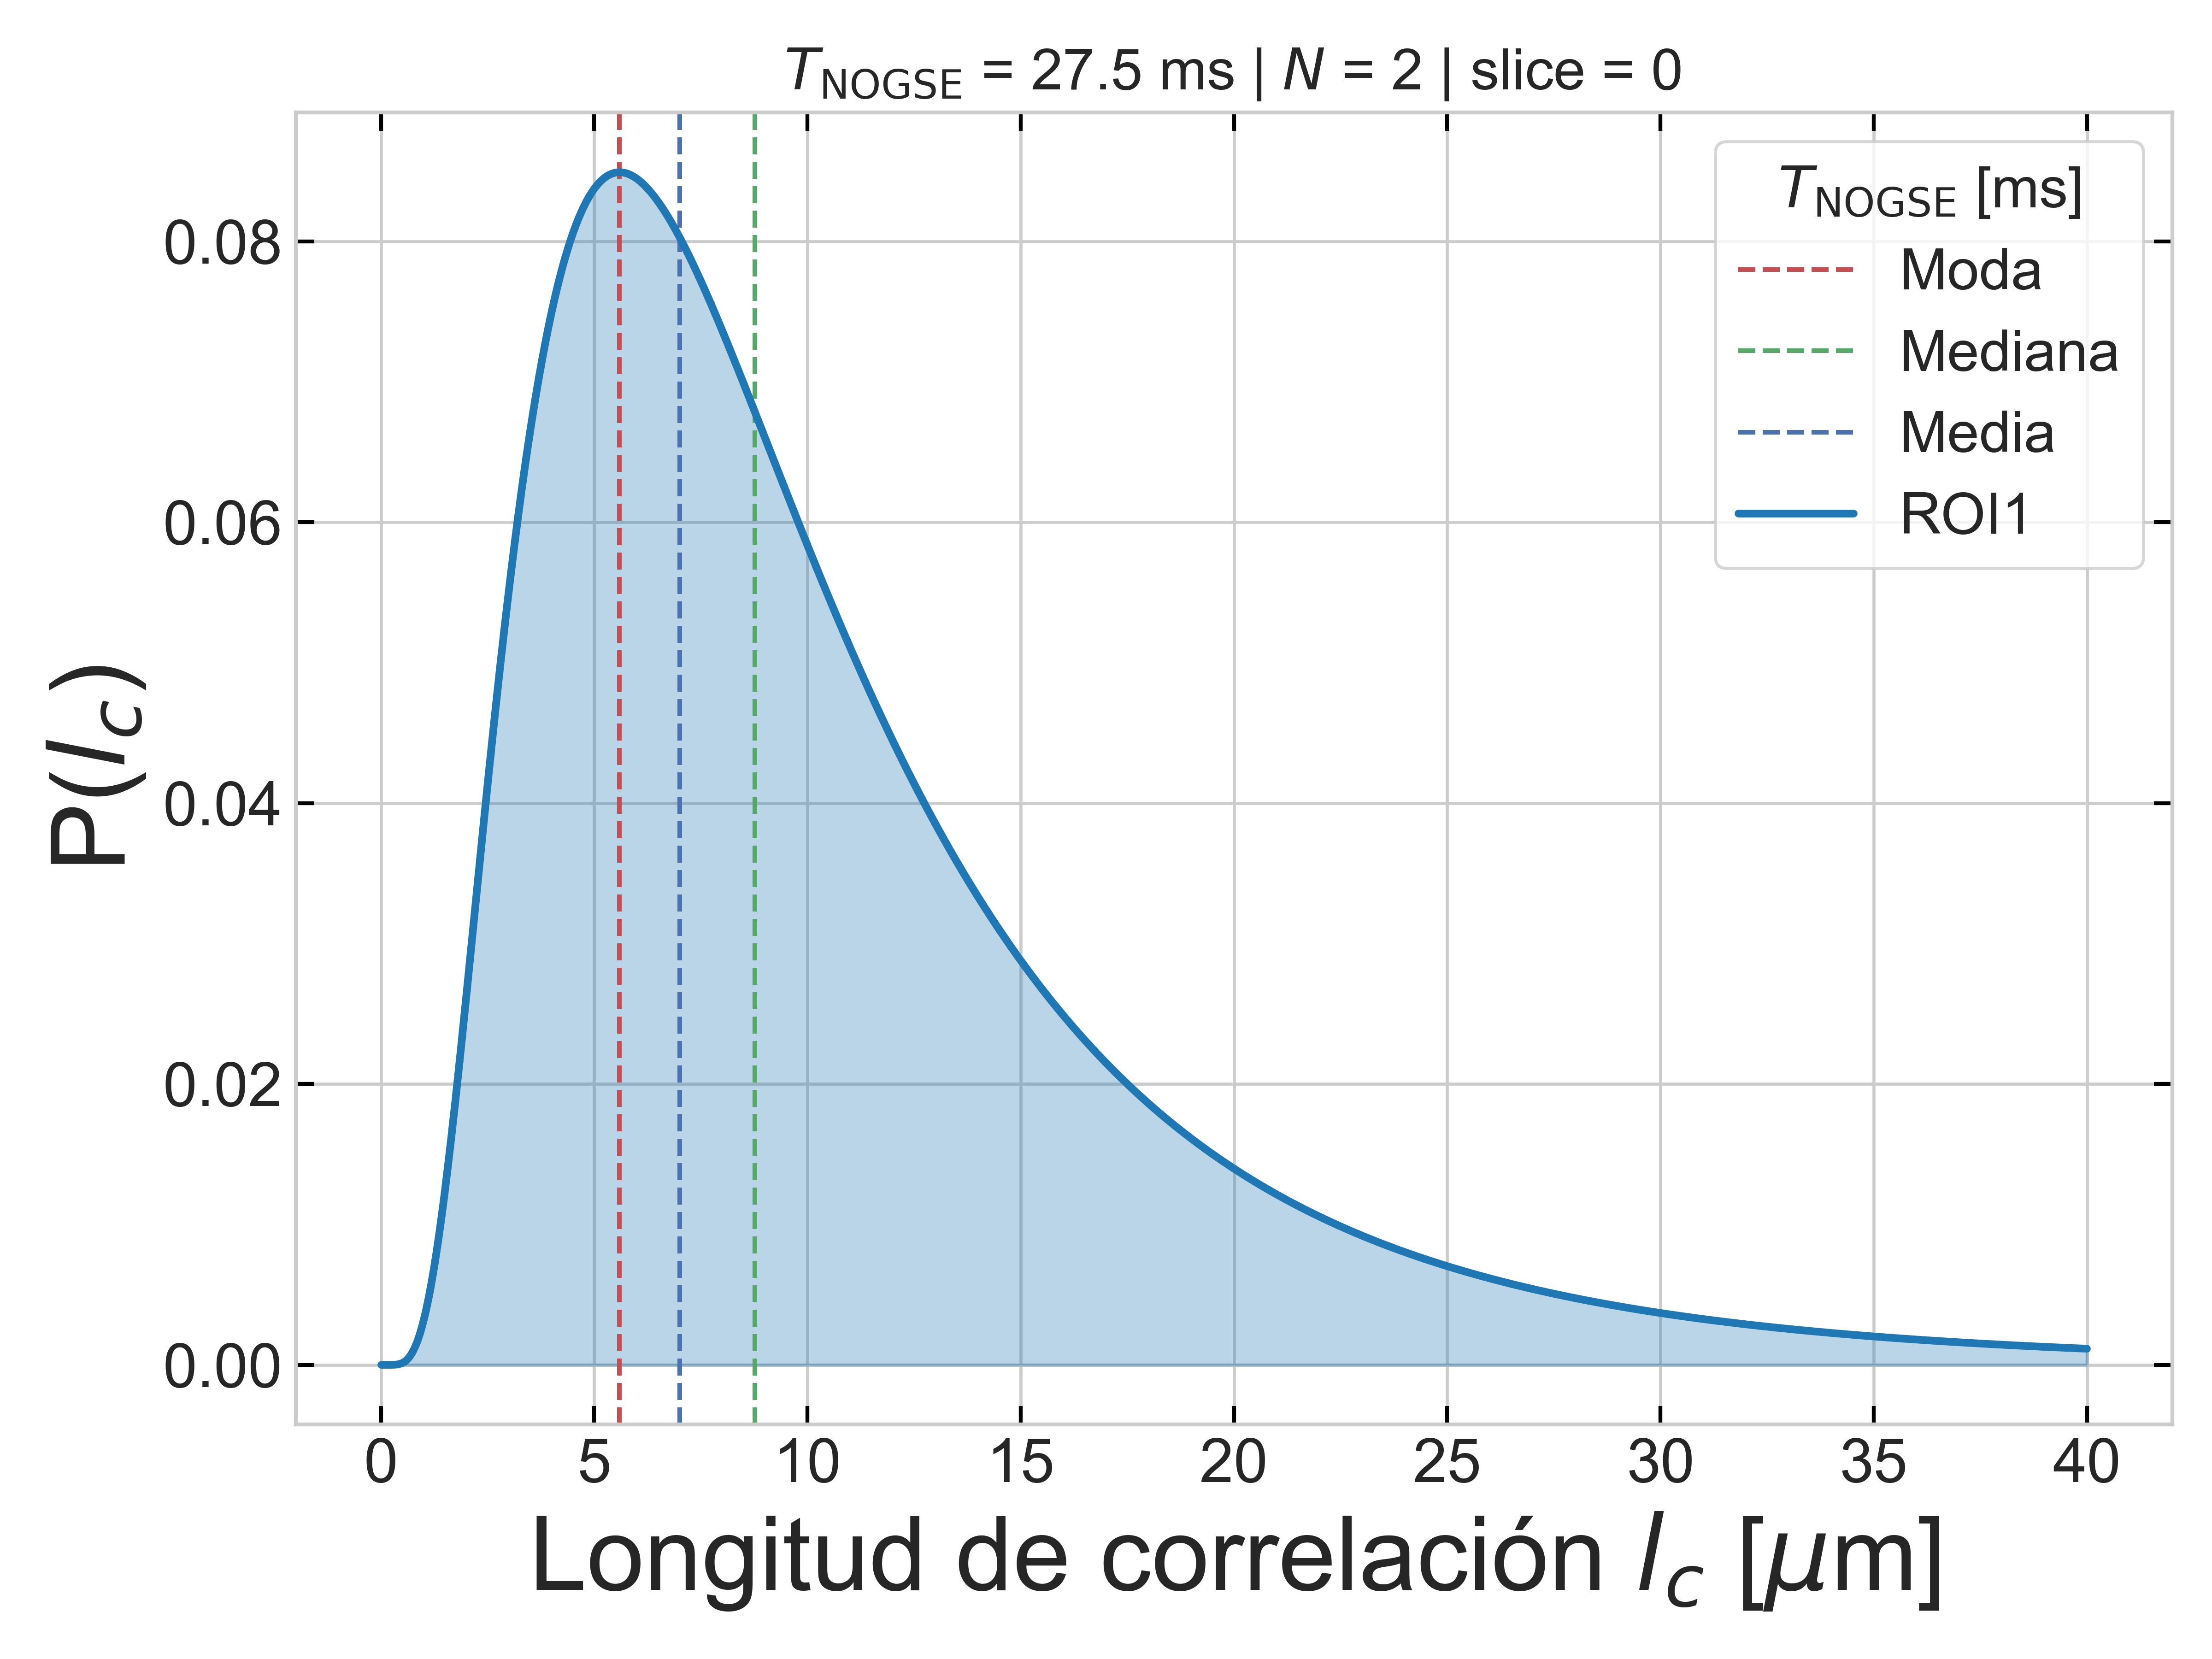 T_NOGSE = 27.5 ms | N = 2 | slice = 0
T_NOGSE [ms]
Moda
Mediana
Media
ROI1
P(l_c)
0.08
0.06
0.04
0.02
0.00
0 5 10 15 20 25 30 35 40
Longitud de correlación l_c [μm]